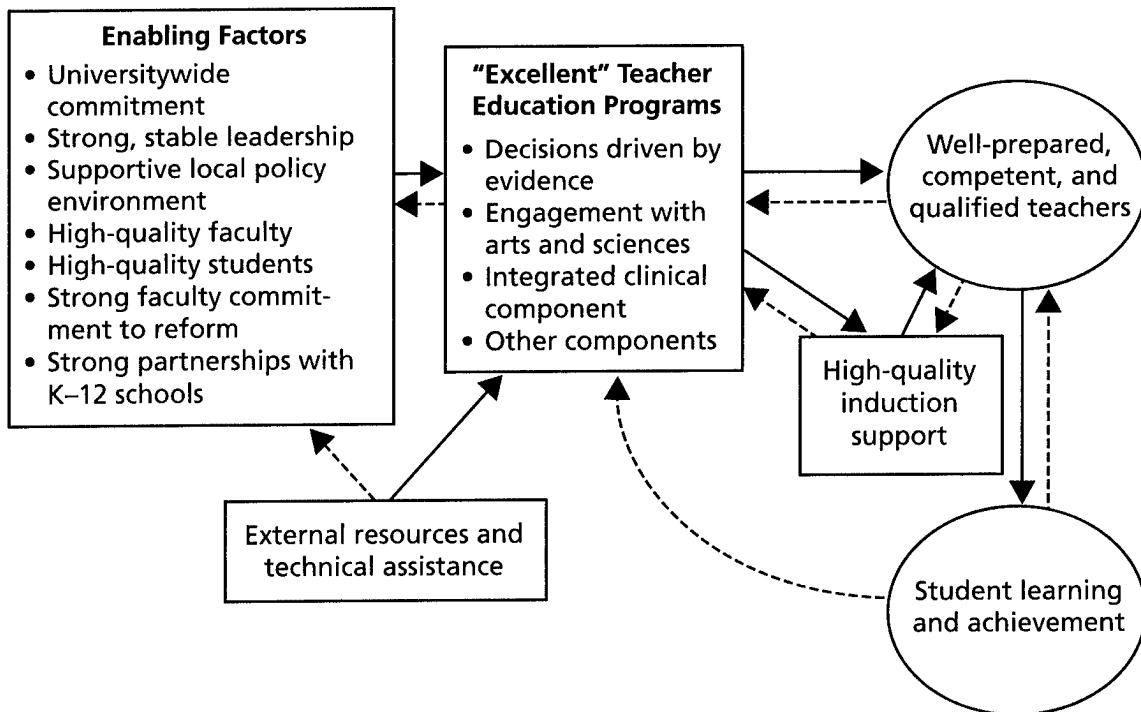 Enabling Factors
• Universitywide
commitment
• Strong, stable leadership
• Supportive local policy
environment
• High-quality faculty
• High-quality students
• Strong faculty commit-
ment to reform
• Strong partnerships with
K–12 schools
"Excellent" Teacher
Education Programs
• Decisions driven by
evidence
• Engagement with
arts and sciences
• Integrated clinical
component
• Other components
Well-prepared,
competent, and
qualified teachers
High-quality
induction
support
External resources and
technical assistance
Student learning
and achievement